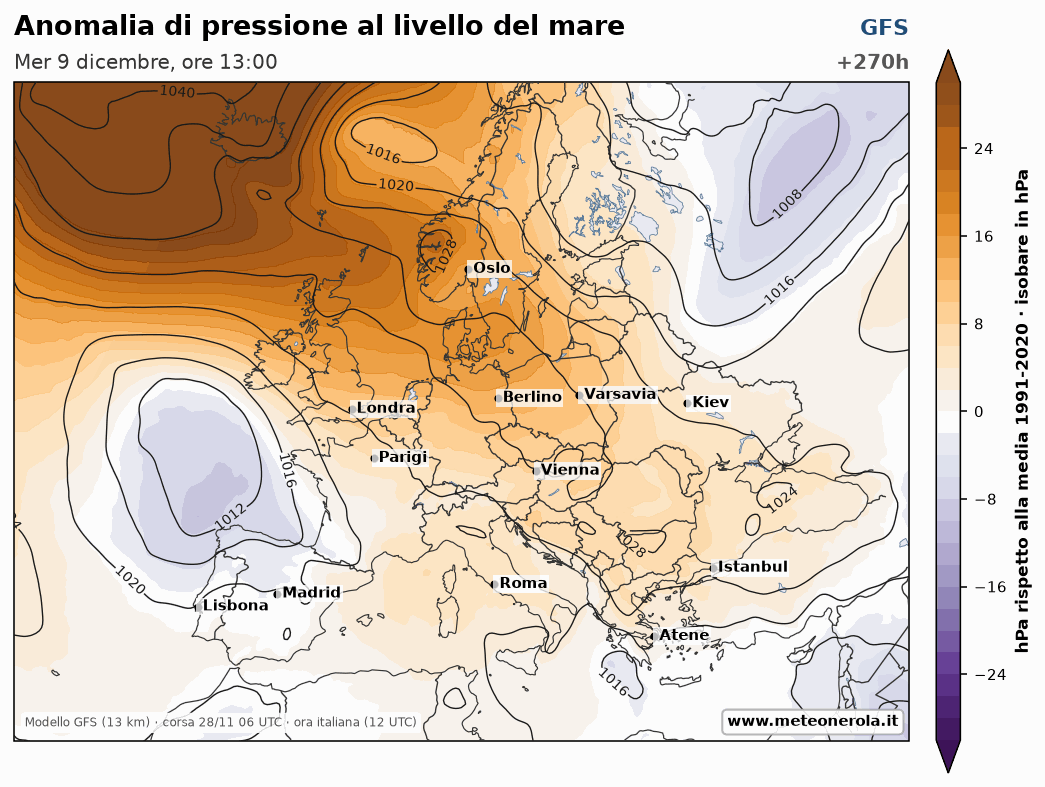 Anomalia di pressione al livello del mare
GFS
Mer 9 dicembre, ore 13:00
+270h
1040
1016
1020
1028
1008
1016
Oslo
24
16
8
0
−8
−16
−24
hPa rispetto alla media 1991-2020 · isobare in hPa
Berlino
Varsavia
Kiev
Londra
Parigi
Vienna
1016
1012
1024
1028
1020
Istanbul
Roma
Madrid
Lisbona
Atene
1016
Modello GFS (13 km) · corsa 28/11 06 UTC · ora italiana (12 UTC)
www.meteonerola.it